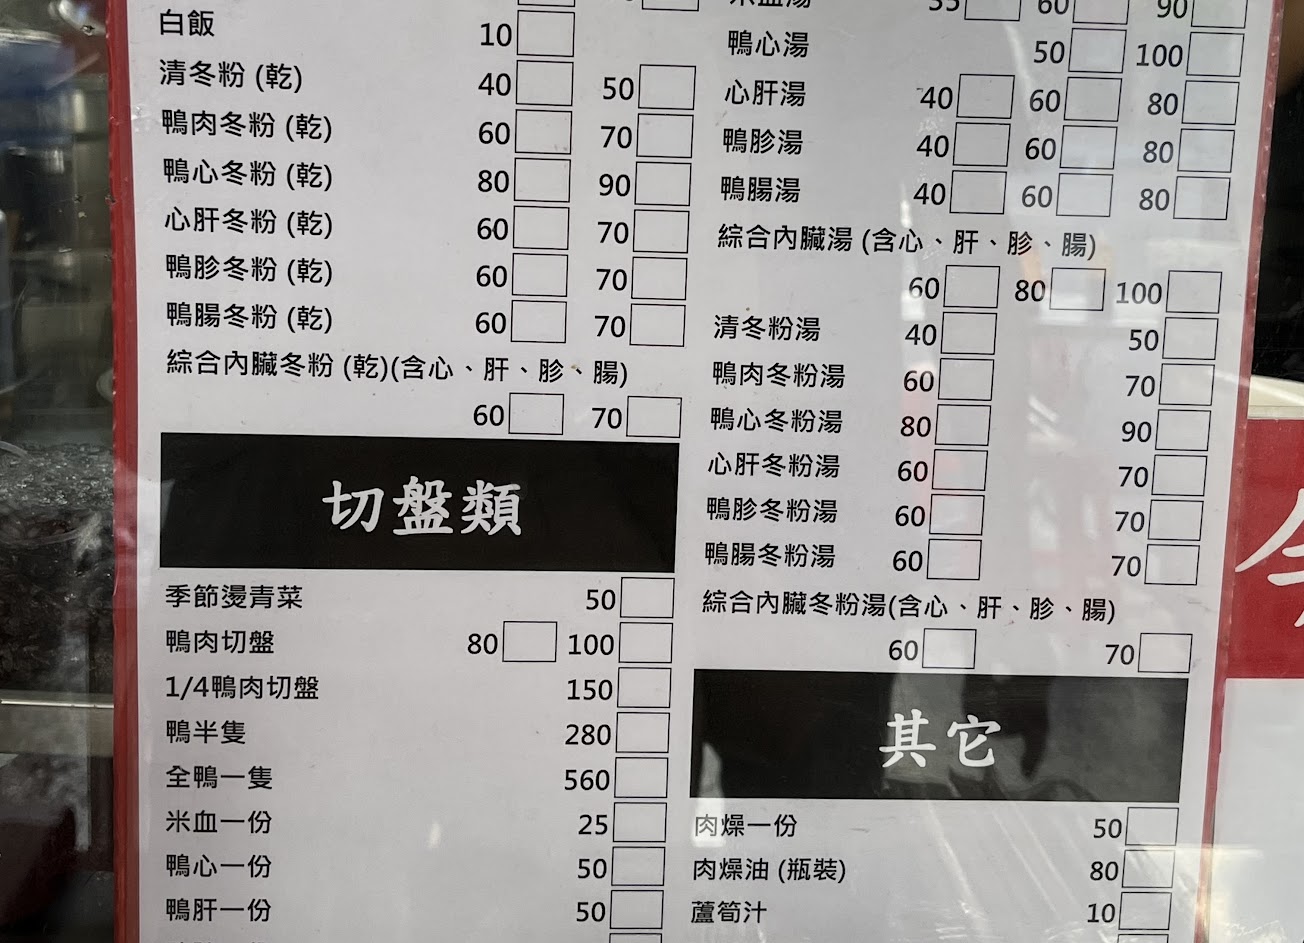 白飯 10
清冬粉 (乾) 40 50
鴨肉冬粉 (乾) 60 70
鴨心冬粉 (乾) 80 90
心肝冬粉 (乾) 60 70
鴨胗冬粉 (乾) 60 70
鴨腸冬粉 (乾) 60 70
綜合內臟冬粉 (乾)(含心、肝、胗、腸)
60 70
切盤類
季節燙青菜 50
鴨肉切盤 80 100
1/4鴨肉切盤 150
鴨半隻 280
全鴨一隻 560
米血一份 25
鴨心一份 50
鴨肝一份 50
米血湯 35 60 90
鴨心湯 50 100
心肝湯 40 60 80
鴨胗湯 40 60 80
鴨腸湯 40 60 80
綜合內臟湯 (含心、肝、胗、腸)
60 80 100
清冬粉湯 40 50
鴨肉冬粉湯 60 70
鴨心冬粉湯 80 90
心肝冬粉湯 60 70
鴨胗冬粉湯 60 70
鴨腸冬粉湯 60 70
綜合內臟冬粉湯(含心、肝、胗、腸)
60 70
其它
肉燥一份 50
肉燥油 (瓶裝) 80
蘆筍汁 10